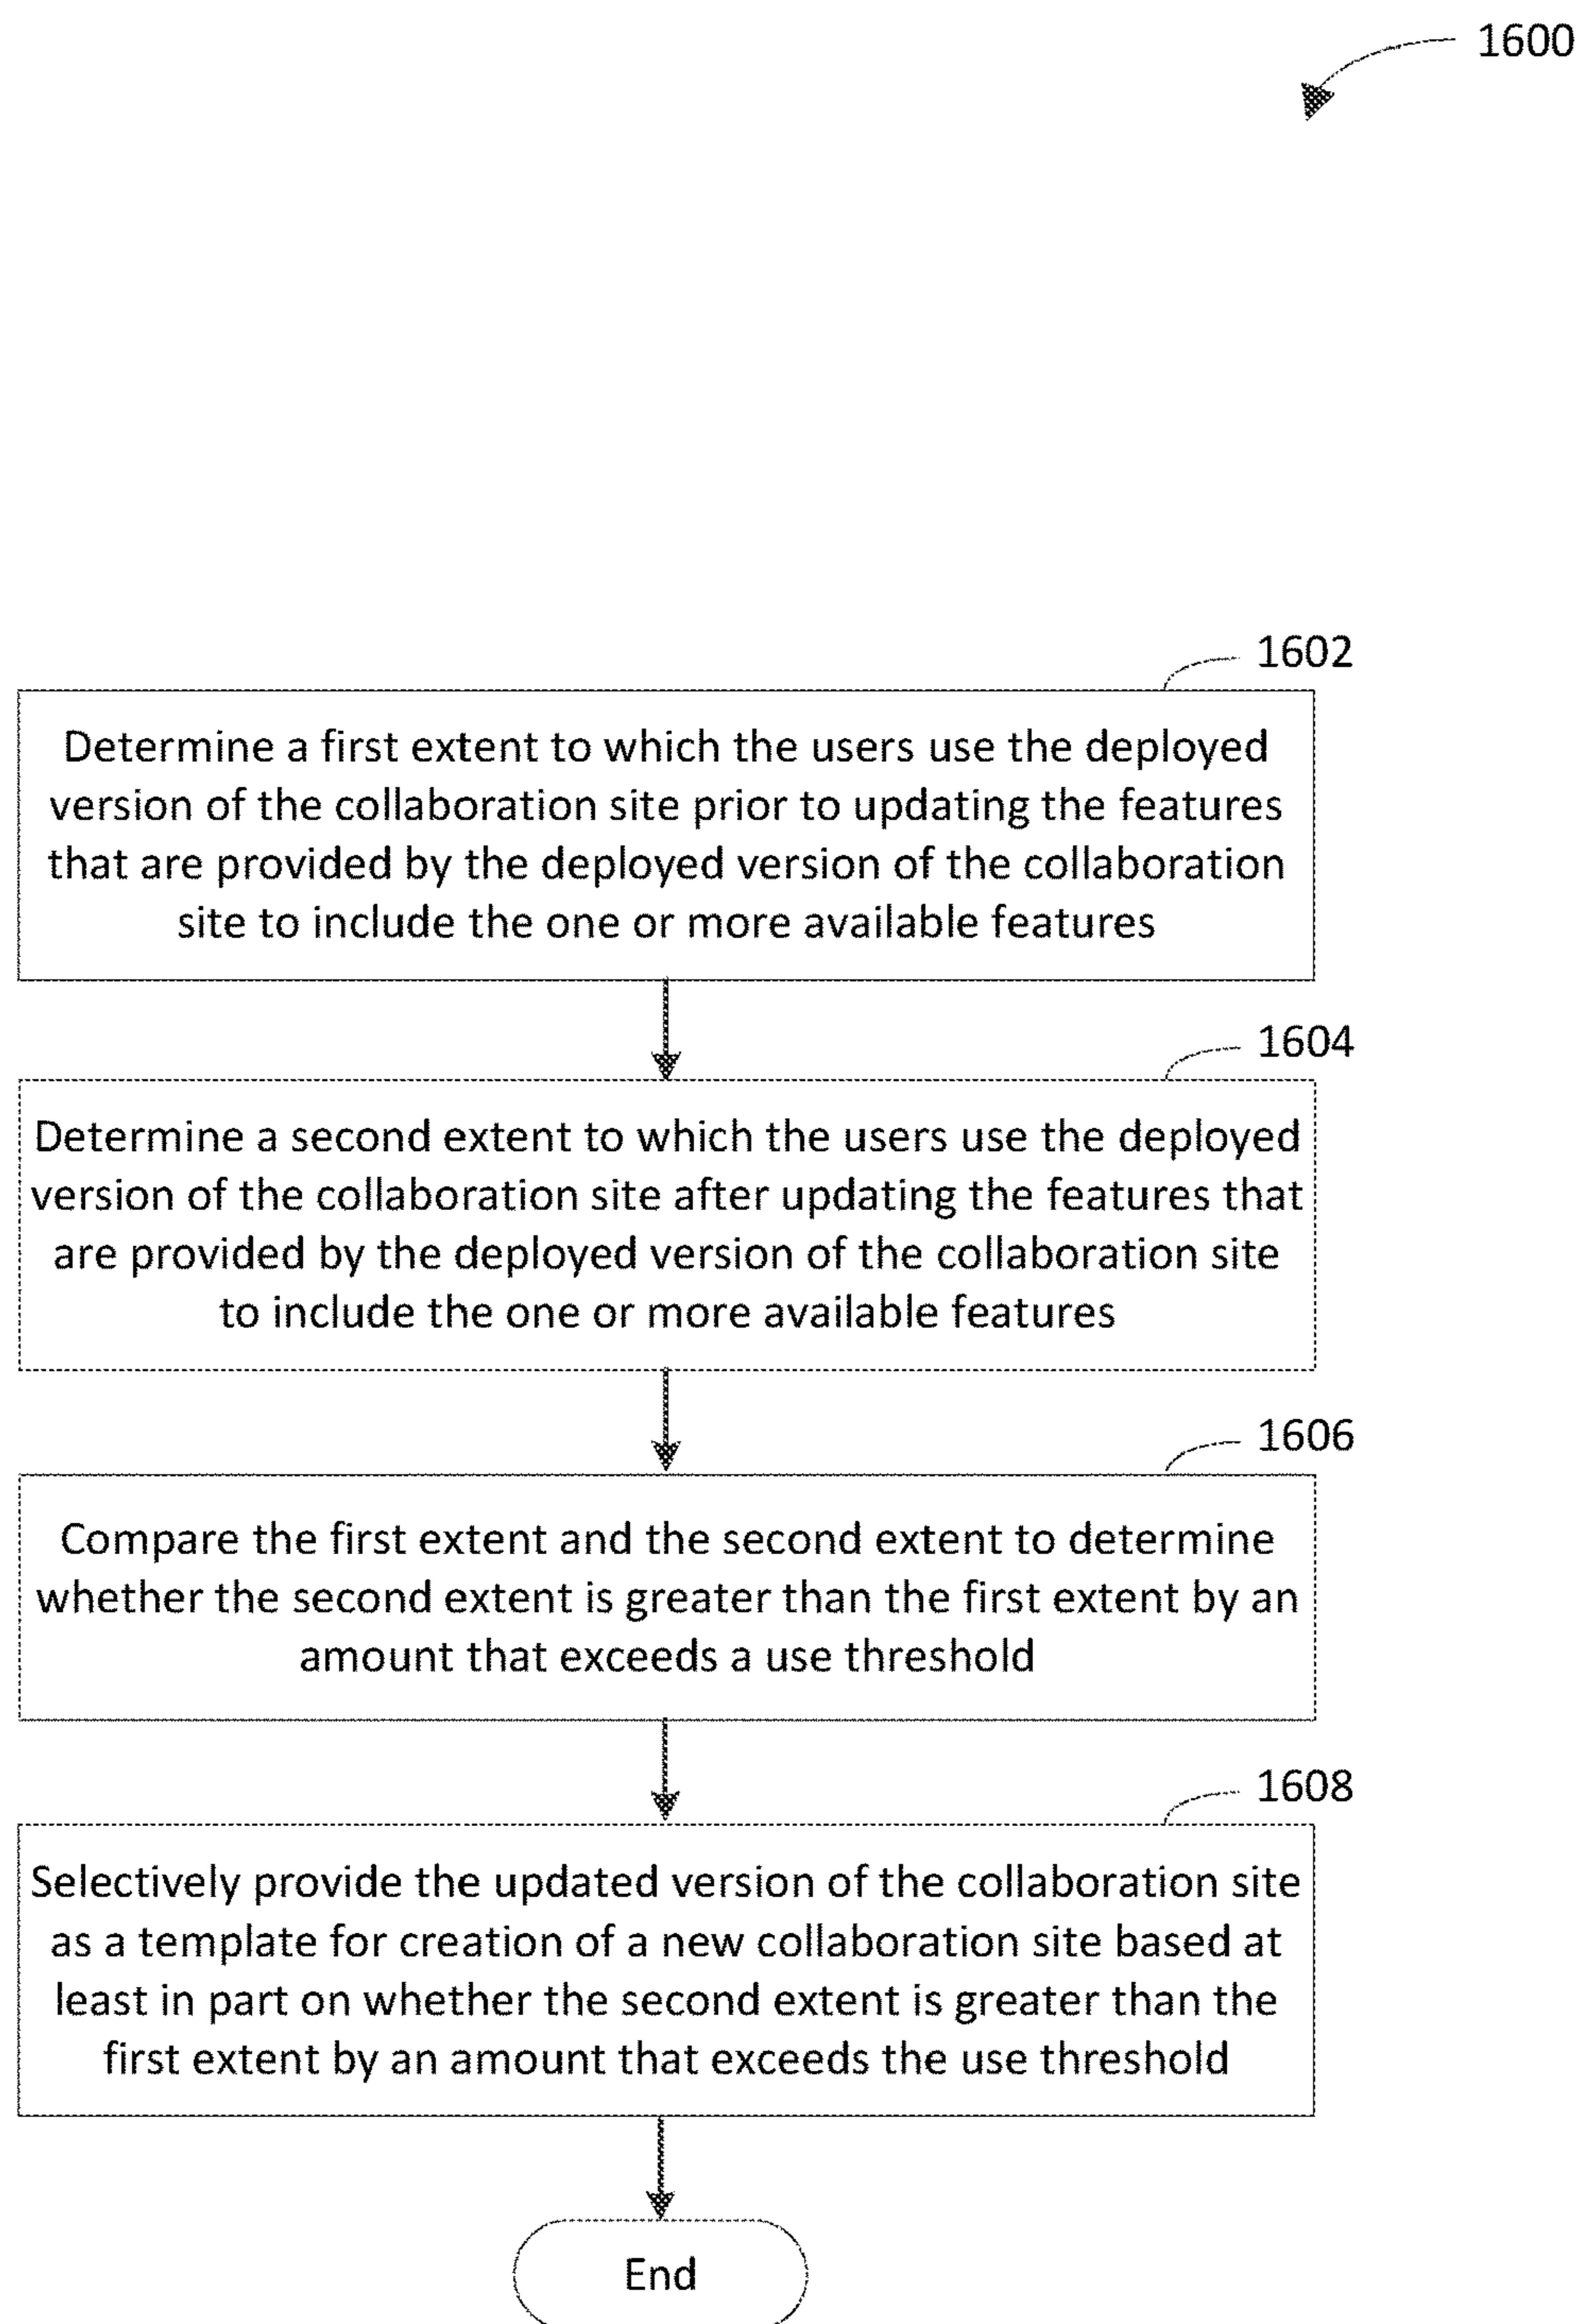 1600
1602
Determine a first extent to which the users use the deployed
version of the collaboration site prior to updating the features
that are provided by the deployed version of the collaboration
site to include the one or more available features
1604
Determine a second extent to which the users use the deployed
version of the collaboration site after updating the features that
are provided by the deployed version of the collaboration site
to include the one or more available features
1606
Compare the first extent and the second extent to determine
whether the second extent is greater than the first extent by an
amount that exceeds a use threshold
1608
Selectively provide the updated version of the collaboration site
as a template for creation of a new collaboration site based at
least in part on whether the second extent is greater than the
first extent by an amount that exceeds the use threshold
End